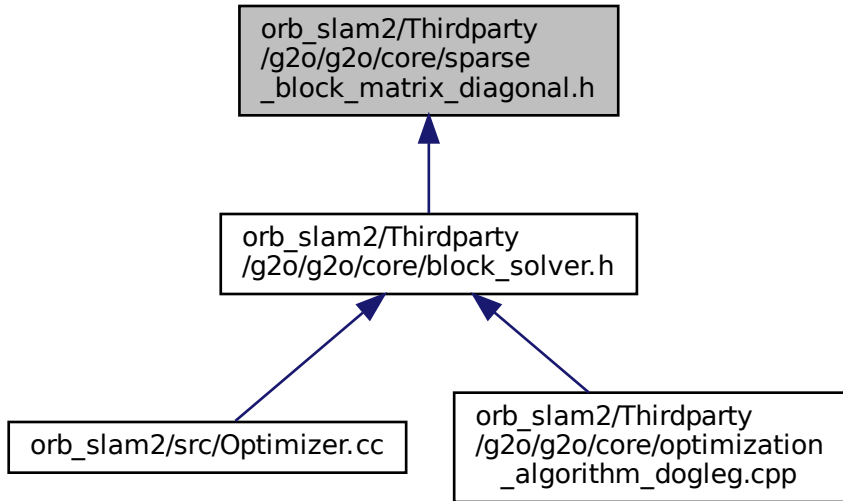 orb_slam2/Thirdparty
/g2o/g2o/core/sparse
_block_matrix_diagonal.h
orb_slam2/Thirdparty
/g2o/g2o/core/block_solver.h
orb_slam2/src/Optimizer.cc
orb_slam2/Thirdparty
/g2o/g2o/core/optimization
_algorithm_dogleg.cpp